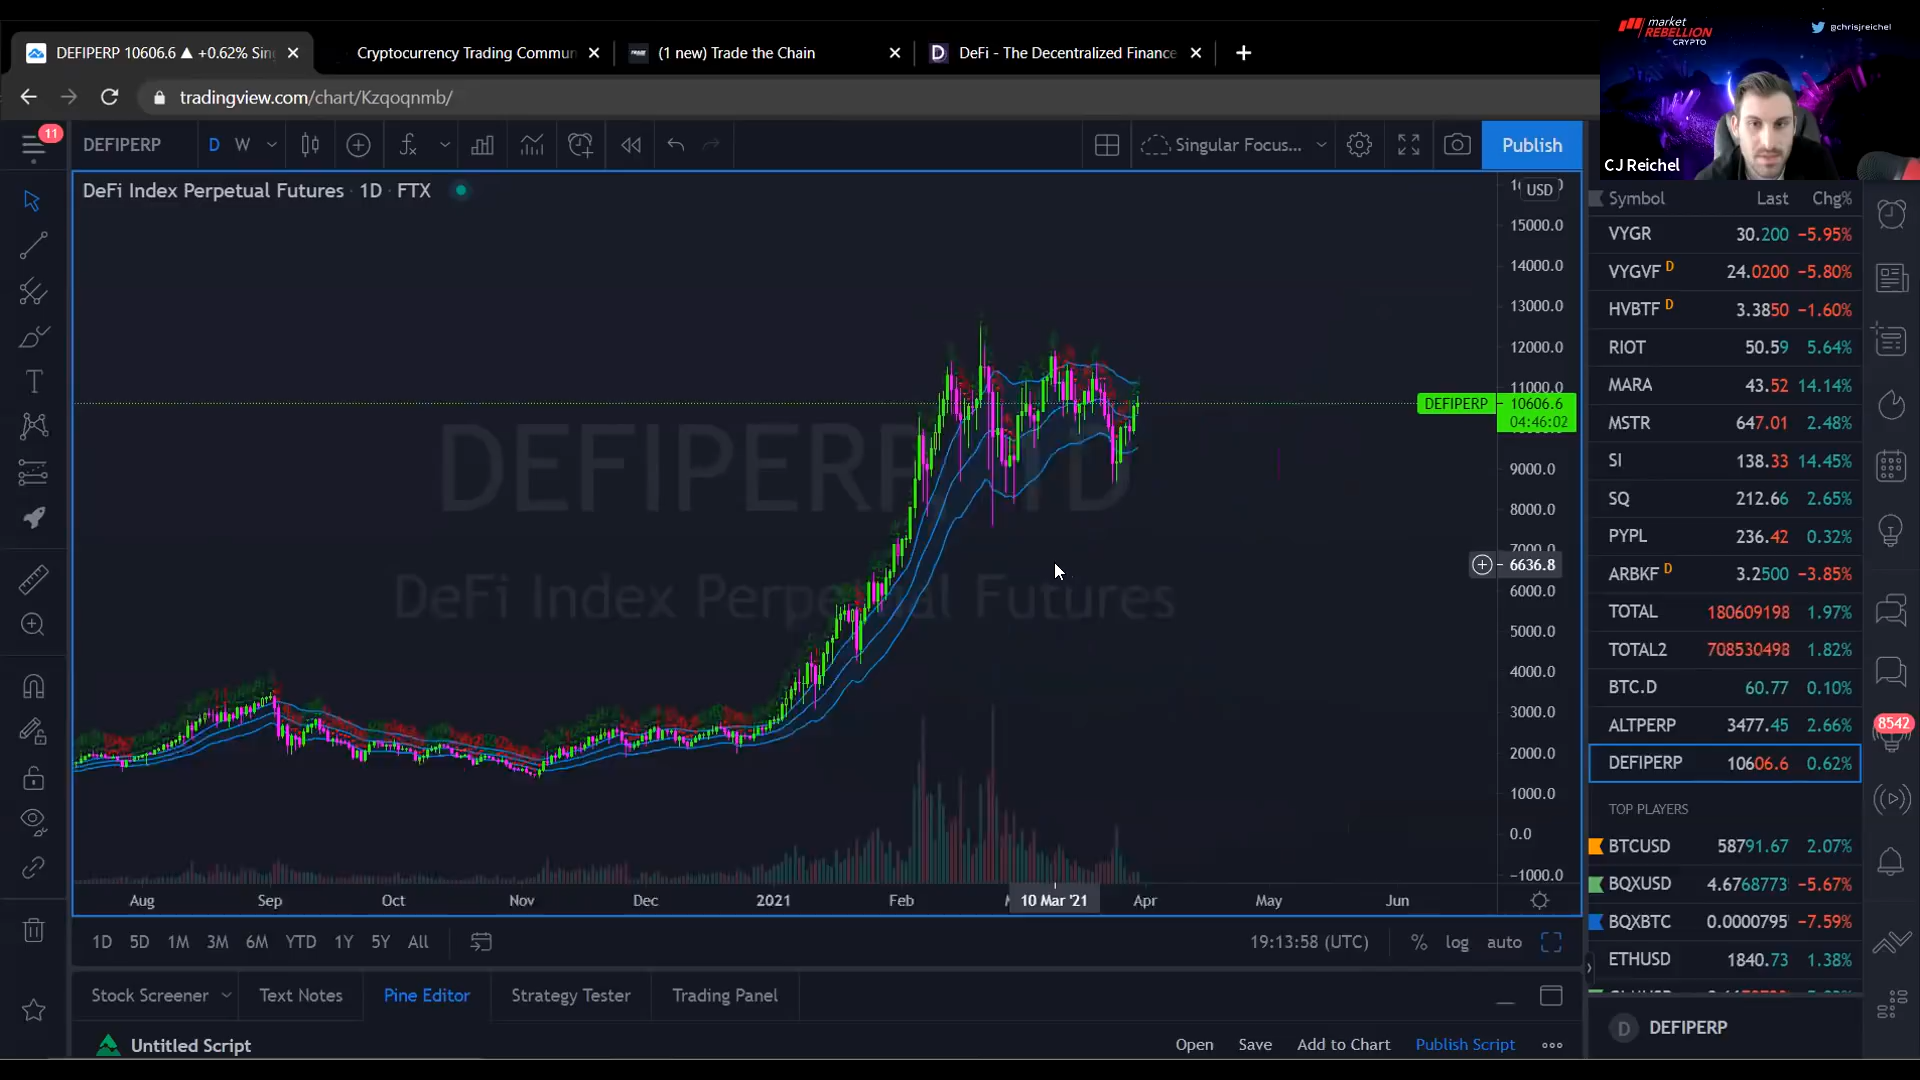 DEFIPERP 10606.6 ▲ +0.62% Sin
Cryptocurrency Trading Commun
(1 new) Trade the Chain
DeFi - The Decentralized Finance
market
REBELLION
CRYPTO
@chrisjreichel
CJ Reichel
tradingview.com/chart/Kzqoqnmb/
11
DEFIPERP
D
W
Singular Focus...
Publish
DeFi Index Perpetual Futures · 1D · FTX
USD
15000.0
14000.0
13000.0
12000.0
11000.0
DEFIPERP
10606.6
04:46:02
9000.0
8000.0
7000.0
6636.8
6000.0
5000.0
4000.0
3000.0
2000.0
1000.0
0.0
-1000.0
DEFIPERP, 1D
DeFi Index Perpetual Futures
Aug
Sep
Oct
Nov
Dec
2021
Feb
10 Mar '21
Apr
May
Jun
1D
5D
1M
3M
6M
YTD
1Y
5Y
All
19:13:58 (UTC)
%
log
auto
Stock Screener
Text Notes
Pine Editor
Strategy Tester
Trading Panel
Untitled Script
Open
Save
Add to Chart
Publish Script
Symbol Last Chg%
VYGR 30.200 −5.95%
VYGVF D 24.0200 −5.80%
HVBTF D 3.3850 −1.60%
RIOT 50.59 5.64%
MARA 43.52 14.14%
MSTR 647.01 2.48%
SI 138.33 14.45%
SQ 212.66 2.65%
PYPL 236.42 0.32%
ARBKF D 3.2500 −3.85%
TOTAL 180609198 1.97%
TOTAL2 708530498 1.82%
BTC.D 60.77 0.10%
ALTPERP 3477.45 2.66%
DEFIPERP 10606.6 0.62%
TOP PLAYERS
BTCUSD 58791.67 2.07%
BQXUSD 4.6768773 −5.67%
BQXBTC 0.0000795 −7.59%
ETHUSD 1840.73 1.38%
D DEFIPERP
8542